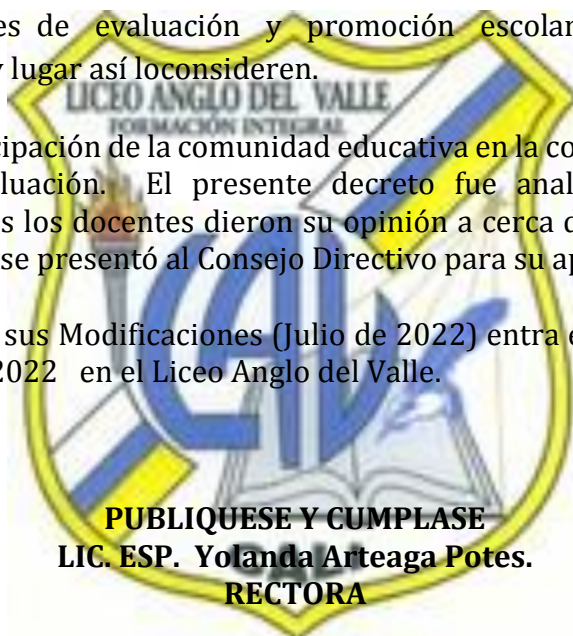 es de evaluación y promoción escolar
y lugar así loconsideren.
LICEO ANGLO DEL VALLE
FORMACIÓN INTEGRAL
cipación de la comunidad educativa en la co
luación. El presente decreto fue anal
s los docentes dieron su opinión a cerca
se presentó al Consejo Directivo para su ap
sus Modificaciones (Julio de 2022) entra e
2022 en el Liceo Anglo del Valle.
PUBLIQUESE Y CUMPLASE
LIC. ESP. Yolanda Arteaga Potes.
RECTORA